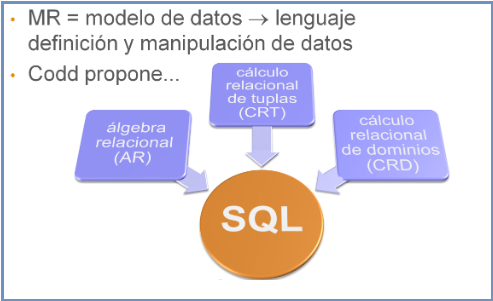 • MR = modelo de datos → lenguaje
definición y manipulación de datos
• Codd propone...
álgebra
relacional
(AR)
cálculo
relacional
de tuplas
(CRT)
cálculo
relacional
de dominios
(CRD)
SQL